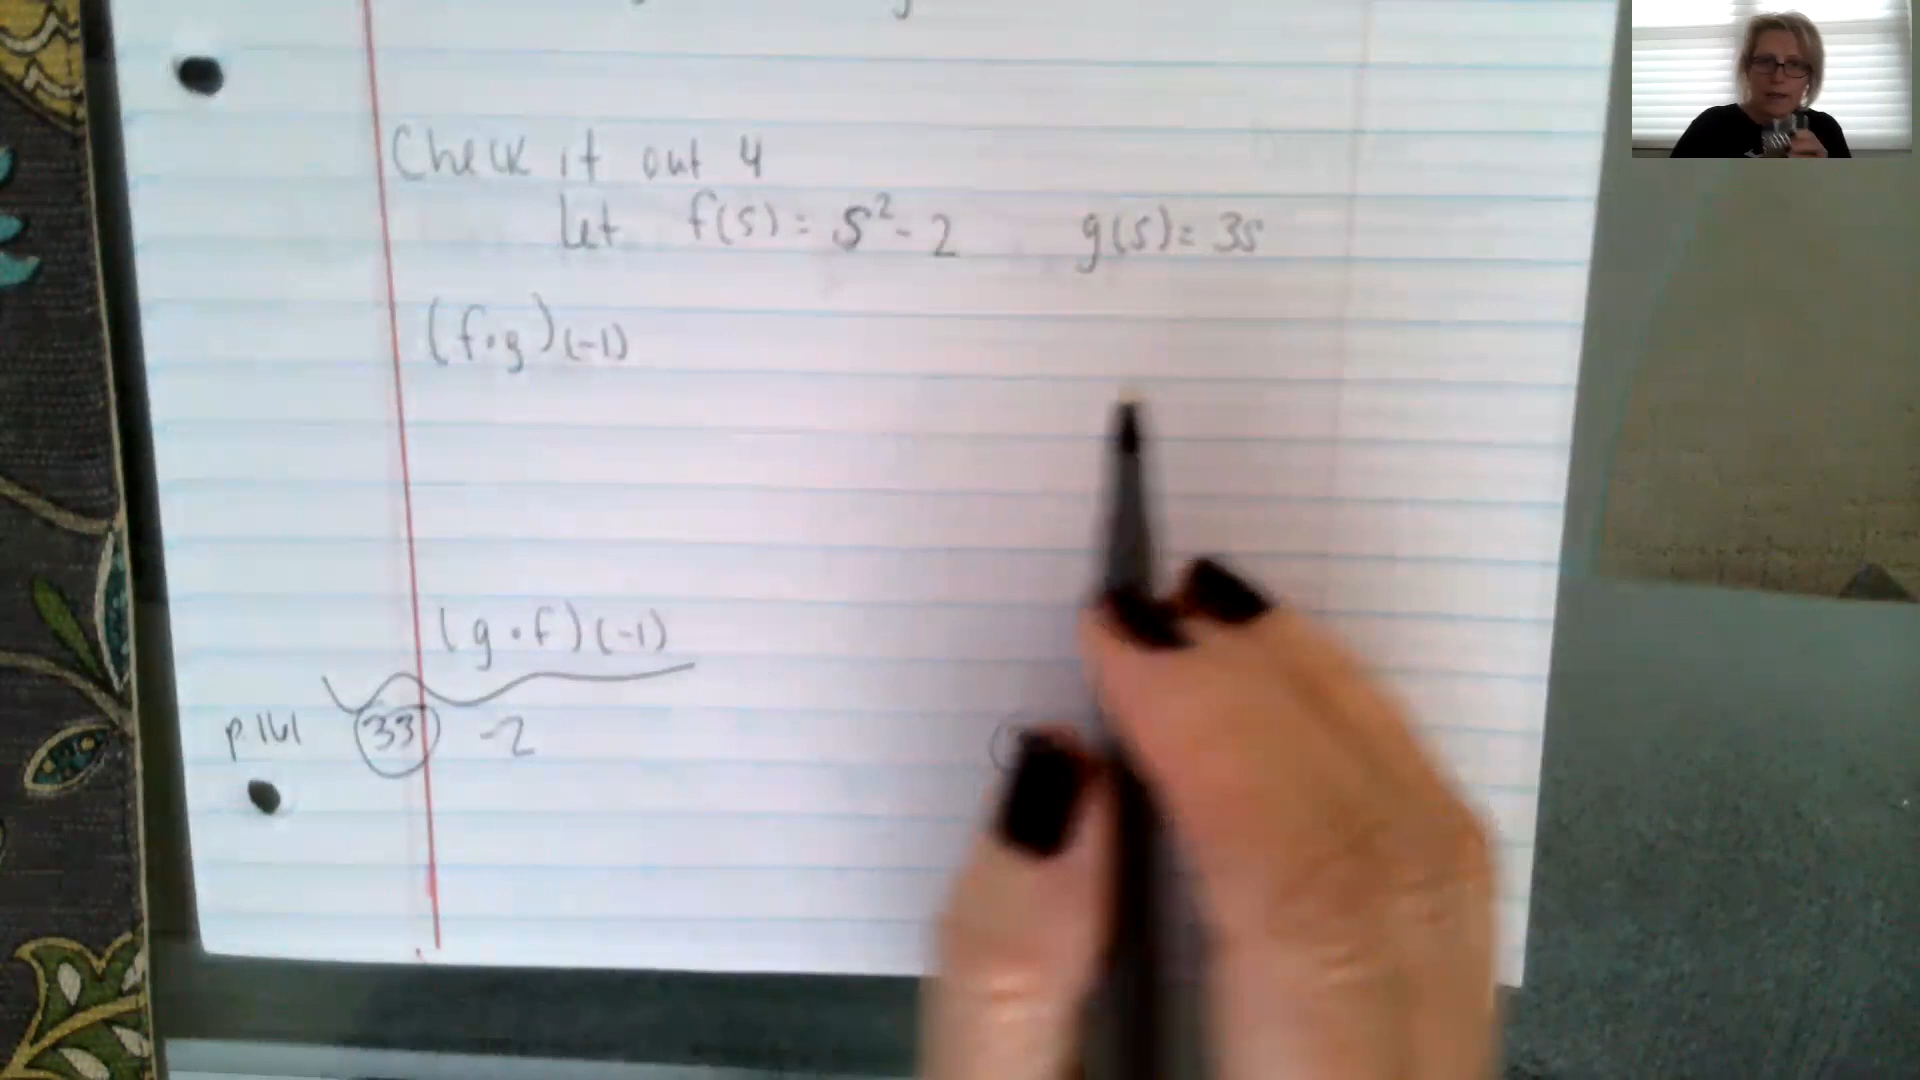 Check it out 4
Let f(s) = s² - 2 g(s) = 3s
(f∘g)(-1)
(g∘f)(-1)
p.161 33 -2